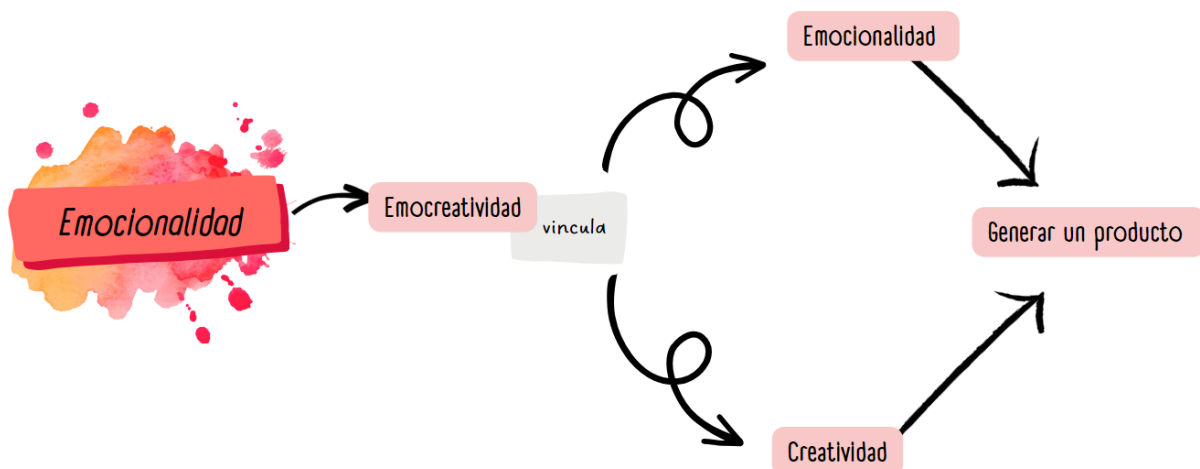 Emocionalidad
Emocreatividad
vincula
Emocionalidad
Creatividad
Generar un producto